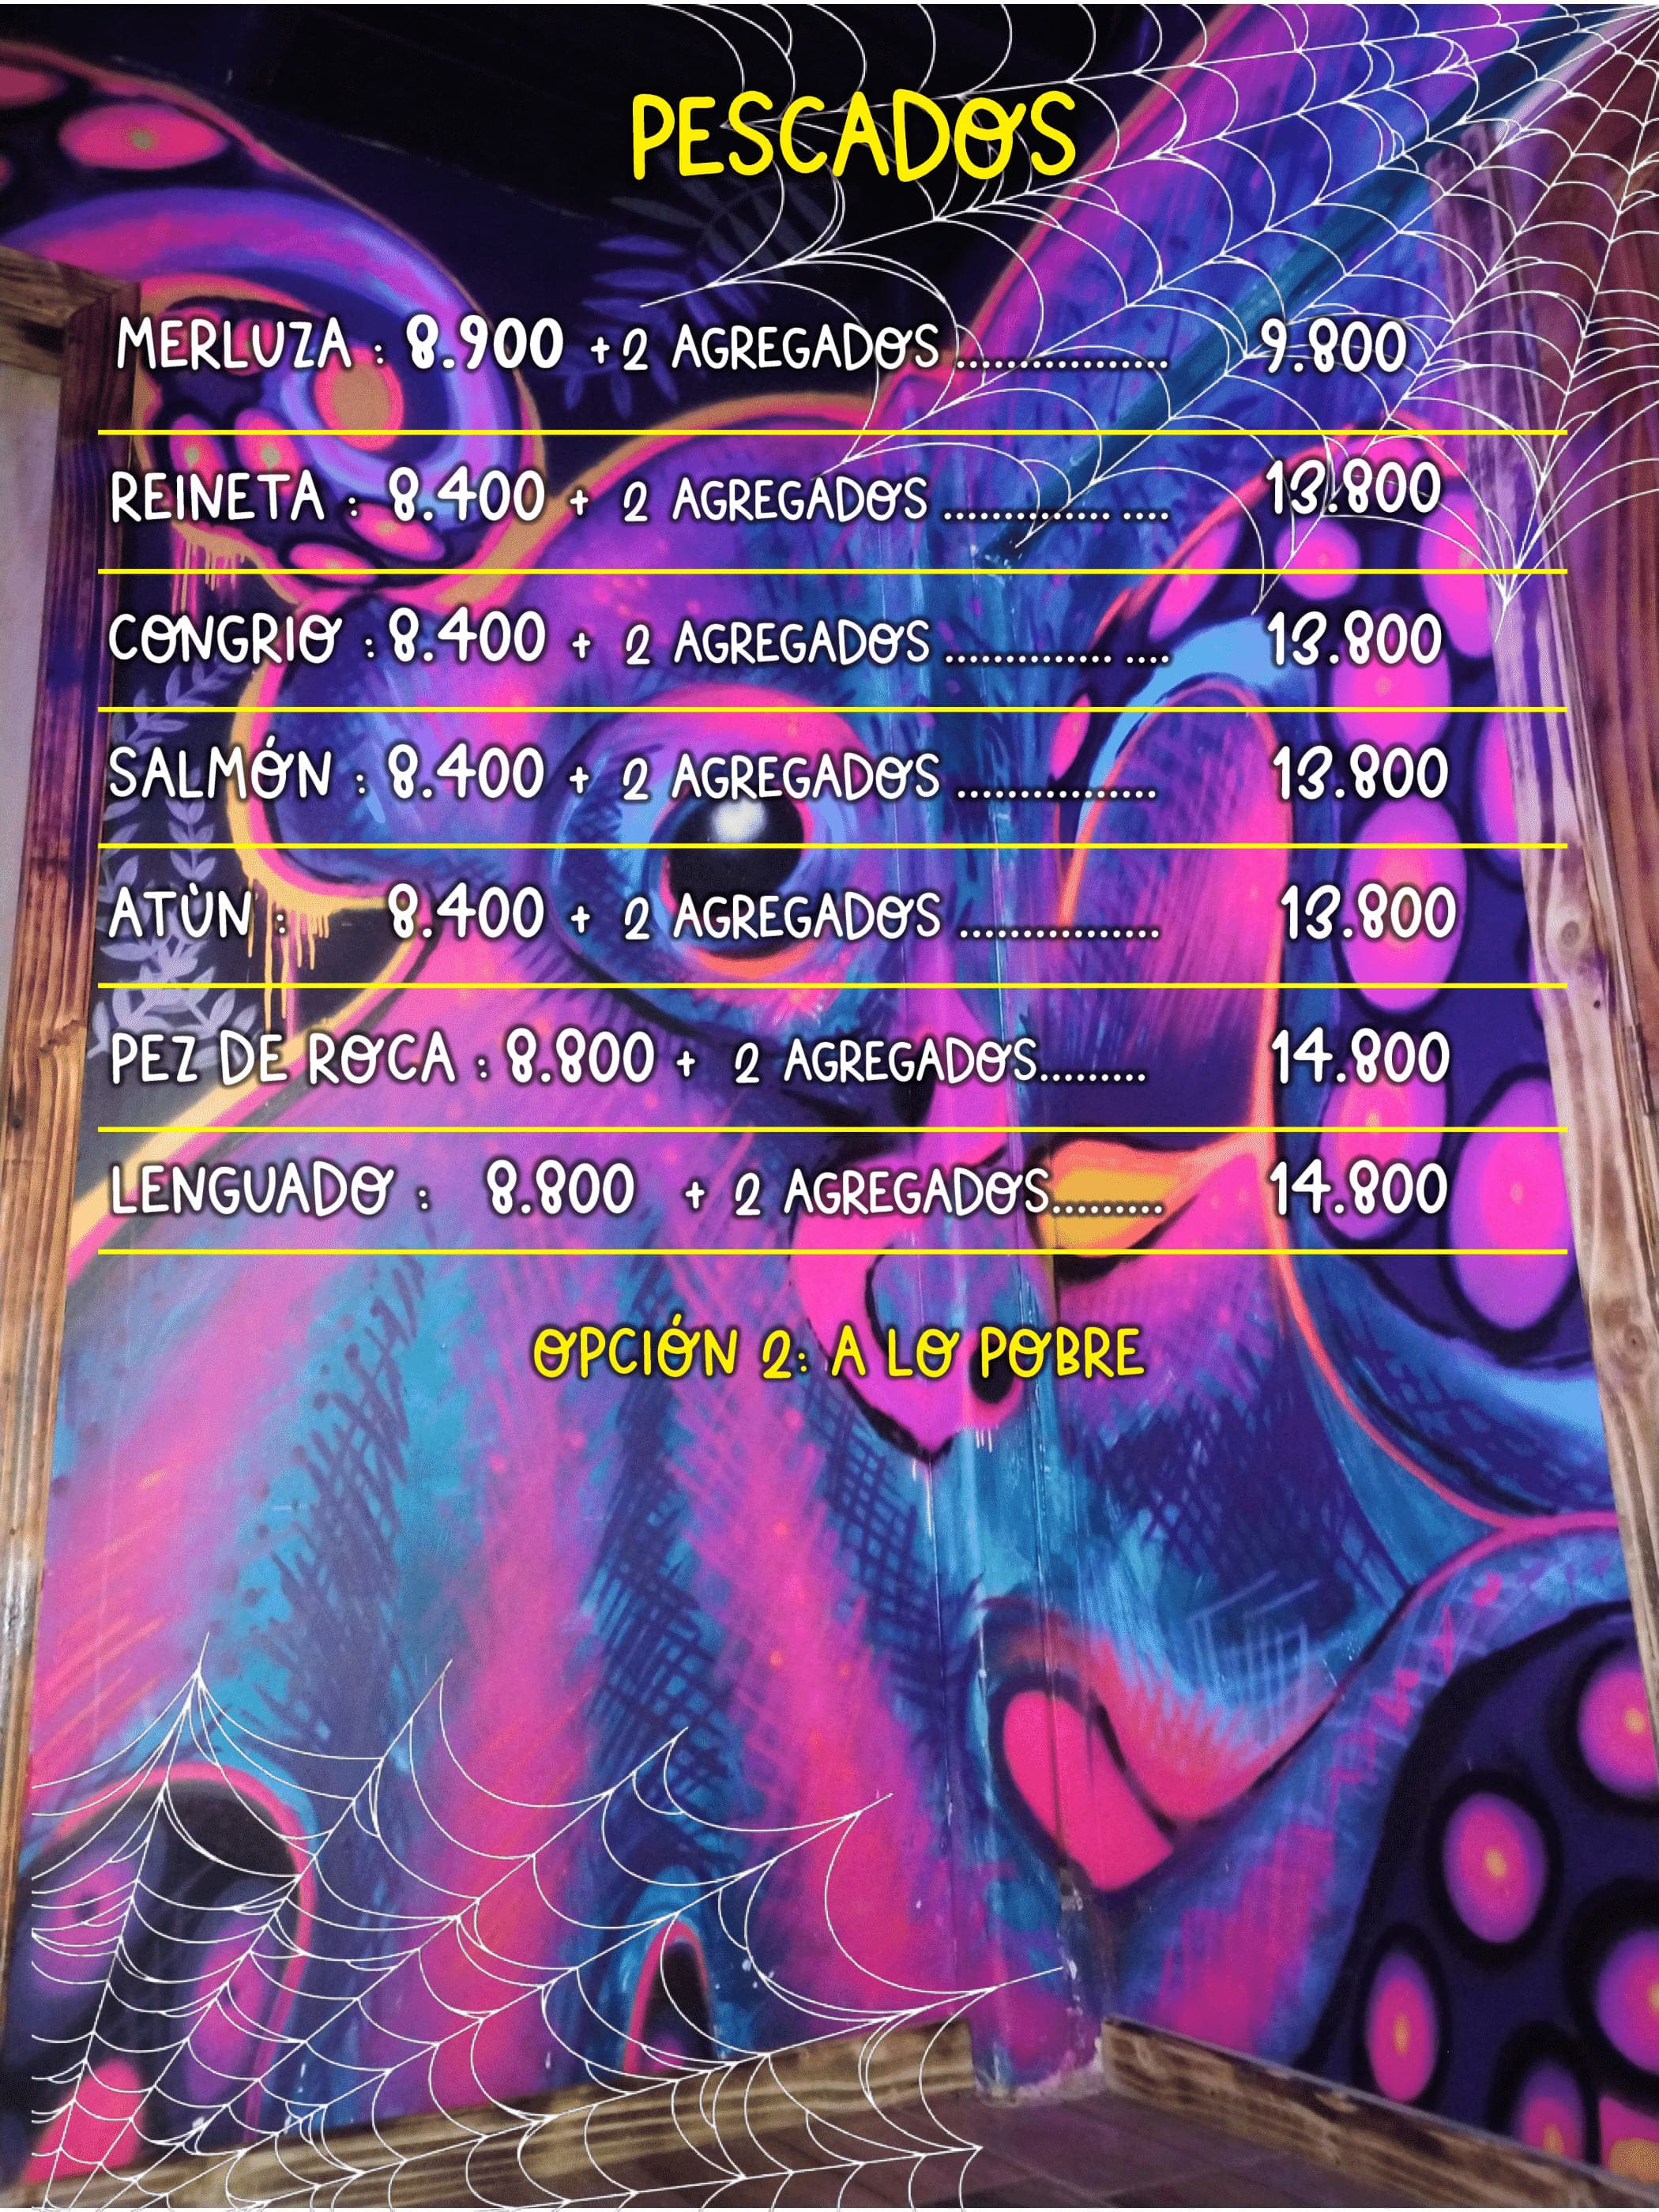 PESCADOS
MERLUZA : 8.900 + 2 AGREGADOS ................. 9.800
REINETA : 8.400 + 2 AGREGADOS ............. .... 13.800
CONGRIO : 8.400 + 2 AGREGADOS ............. .... 13.800
SALMÓN : 8.400 + 2 AGREGADOS ................ 13.800
ATÙN : 8.400 + 2 AGREGADOS ................ 13.800
PEZ DE ROCA : 8.800 + 2 AGREGADOS......... 14.800
LENGUADO : 8.800 + 2 AGREGADOS......... 14.800
OPCIÓN 2: A LO POBRE